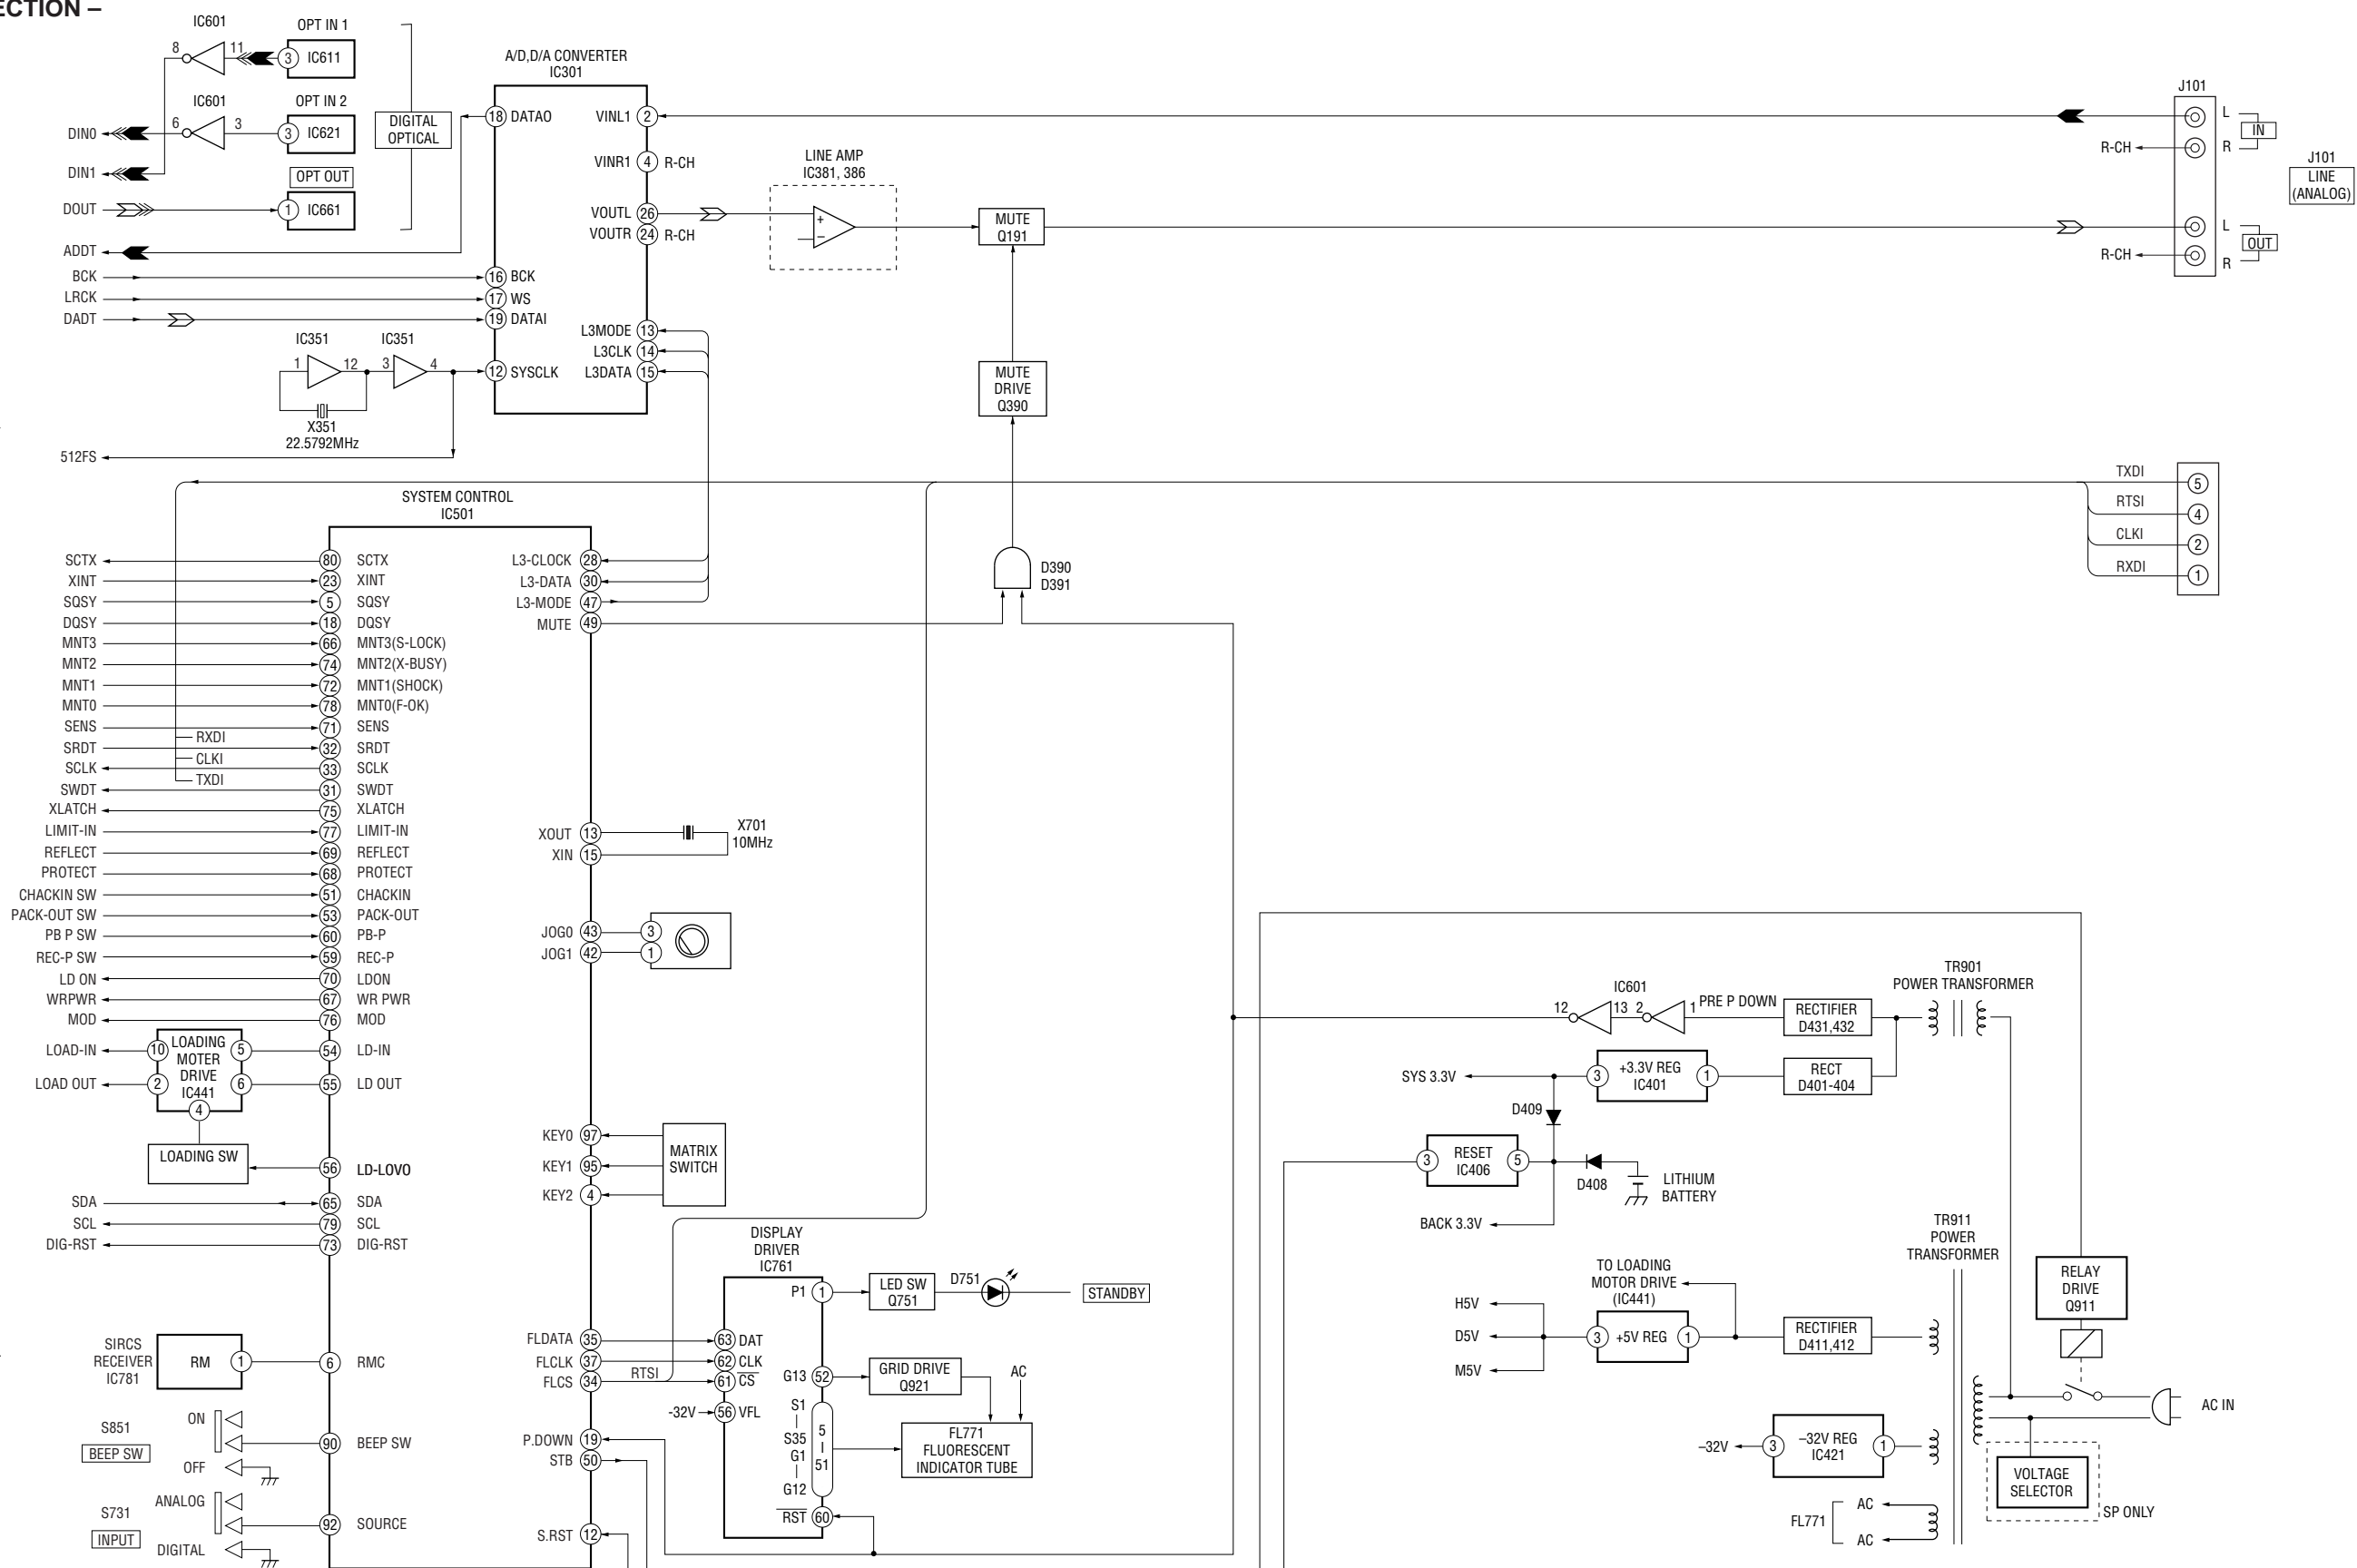 ECTION –
IC601
OPT IN 1
8
11
3
IC611
IC601
OPT IN 2
DIN0
6
3
3
IC621
DIN1
OPT OUT
DOUT
1
IC661
DIGITAL
OPTICAL
ADDT
BCK
LRCK
DADT
A/D,D/A CONVERTER
IC301
18 DATAO
VINL1 2
VINR1 4 R-CH
VOUTL 26
VOUTR 24 R-CH
16 BCK
17 WS
19 DATAI
L3MODE 13
L3CLK 14
L3DATA 15
12 SYSCLK
IC351
IC351
1
12
3
4
X351
22.5792MHz
512FS
LINE AMP
IC381, 386
+
–
MUTE
Q191
MUTE
DRIVE
Q390
D390
D391
J101
L
IN
R-CH
R
J101
LINE
(ANALOG)
L
OUT
R-CH
R
TXDI
5
RTSI
4
CLKI
2
RXDI
1
SYSTEM CONTROL
IC501
SCTX 80 SCTX
XINT 23 XINT
SQSY 5 SQSY
DQSY 18 DQSY
MNT3 66 MNT3(S-LOCK)
MNT2 74 MNT2(X-BUSY)
MNT1 72 MNT1(SHOCK)
MNT0 78 MNT0(F-OK)
SENS 71 SENS
RXDI
SRDT 32 SRDT
CLKI
SCLK 33 SCLK
TXDI
SWDT 31 SWDT
XLATCH 75 XLATCH
LIMIT-IN 77 LIMIT-IN
REFLECT 69 REFLECT
PROTECT 68 PROTECT
CHACKIN SW 51 CHACKIN
PACK-OUT SW 53 PACK-OUT
PB P SW 60 PB-P
REC-P SW 59 REC-P
LD ON 70 LDON
WRPWR 67 WR PWR
MOD 76 MOD
LOAD-IN 10
LOADING
MOTER
DRIVE
IC441
5
54 LD-IN
LOAD OUT 2
6
55 LD OUT
4
LOADING SW
56 LD-LOVO
SDA 65 SDA
SCL 79 SCL
DIG-RST 73 DIG-RST
SIRCS
RECEIVER
IC781
RM 1
6 RMC
S851
BEEP SW
ON
OFF
90 BEEP SW
S731
INPUT
ANALOG
DIGITAL
92 SOURCE
L3-CLOCK 28
L3-DATA 30
L3-MODE 47
MUTE 49
XOUT 13
XIN 15
X701
10MHz
JOG0 43
3
JOG1 42
1
KEY0 97
KEY1 95
KEY2 4
MATRIX
SWITCH
FLDATA 35
FLCLK 37
FLCS 34
RTSI
P.DOWN 19
STB 50
S.RST 12
DISPLAY
DRIVER
IC761
P1 1
63 DAT
62 CLK
61 CS
-32V
56 VFL
G13 52
S1
S35
G1
G12
5
51
RST 60
LED SW
Q751
D751
STANDBY
GRID DRIVE
Q921
AC
FL771
FLUORESCENT
INDICATOR TUBE
IC601
12
13
2
1
PRE P DOWN
RECTIFIER
D431,432
TR901
POWER TRANSFORMER
SYS 3.3V
3
+3.3V REG
IC401
1
RECT
D401-404
D409
3
RESET
IC406
5
D408
LITHIUM
BATTERY
BACK 3.3V
TR911
POWER
TRANSFORMER
TO LOADING
MOTOR DRIVE
(IC441)
H5V
D5V
M5V
3
+5V REG
1
RECTIFIER
D411,412
RELAY
DRIVE
Q911
AC IN
–32V
3
–32V REG
IC421
1
VOLTAGE
SELECTOR
SP ONLY
FL771
AC
AC